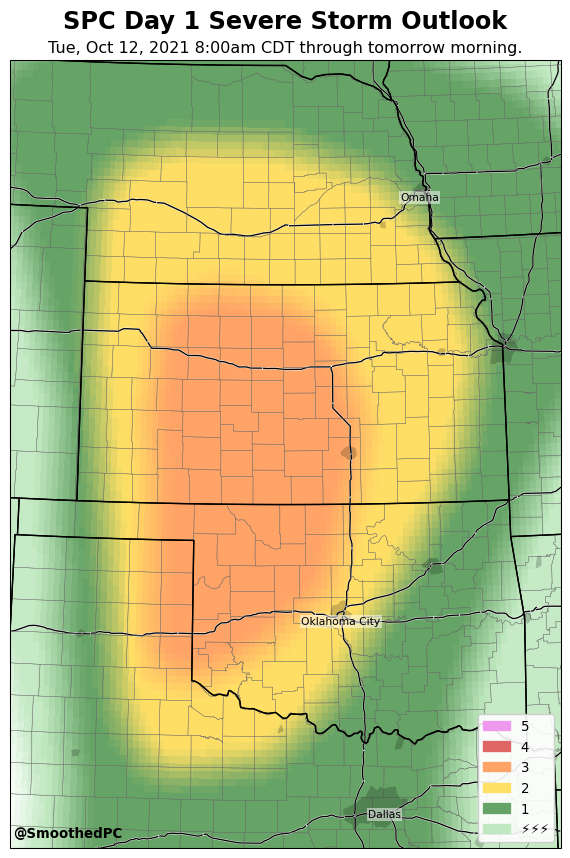 SPC Day 1 Severe Storm Outlook
Tue, Oct 12, 2021 8:00am CDT through tomorrow morning.
Omaha
Oklahoma City
5
4
3
2
1
⚡⚡⚡
Dallas
@SmoothedPC